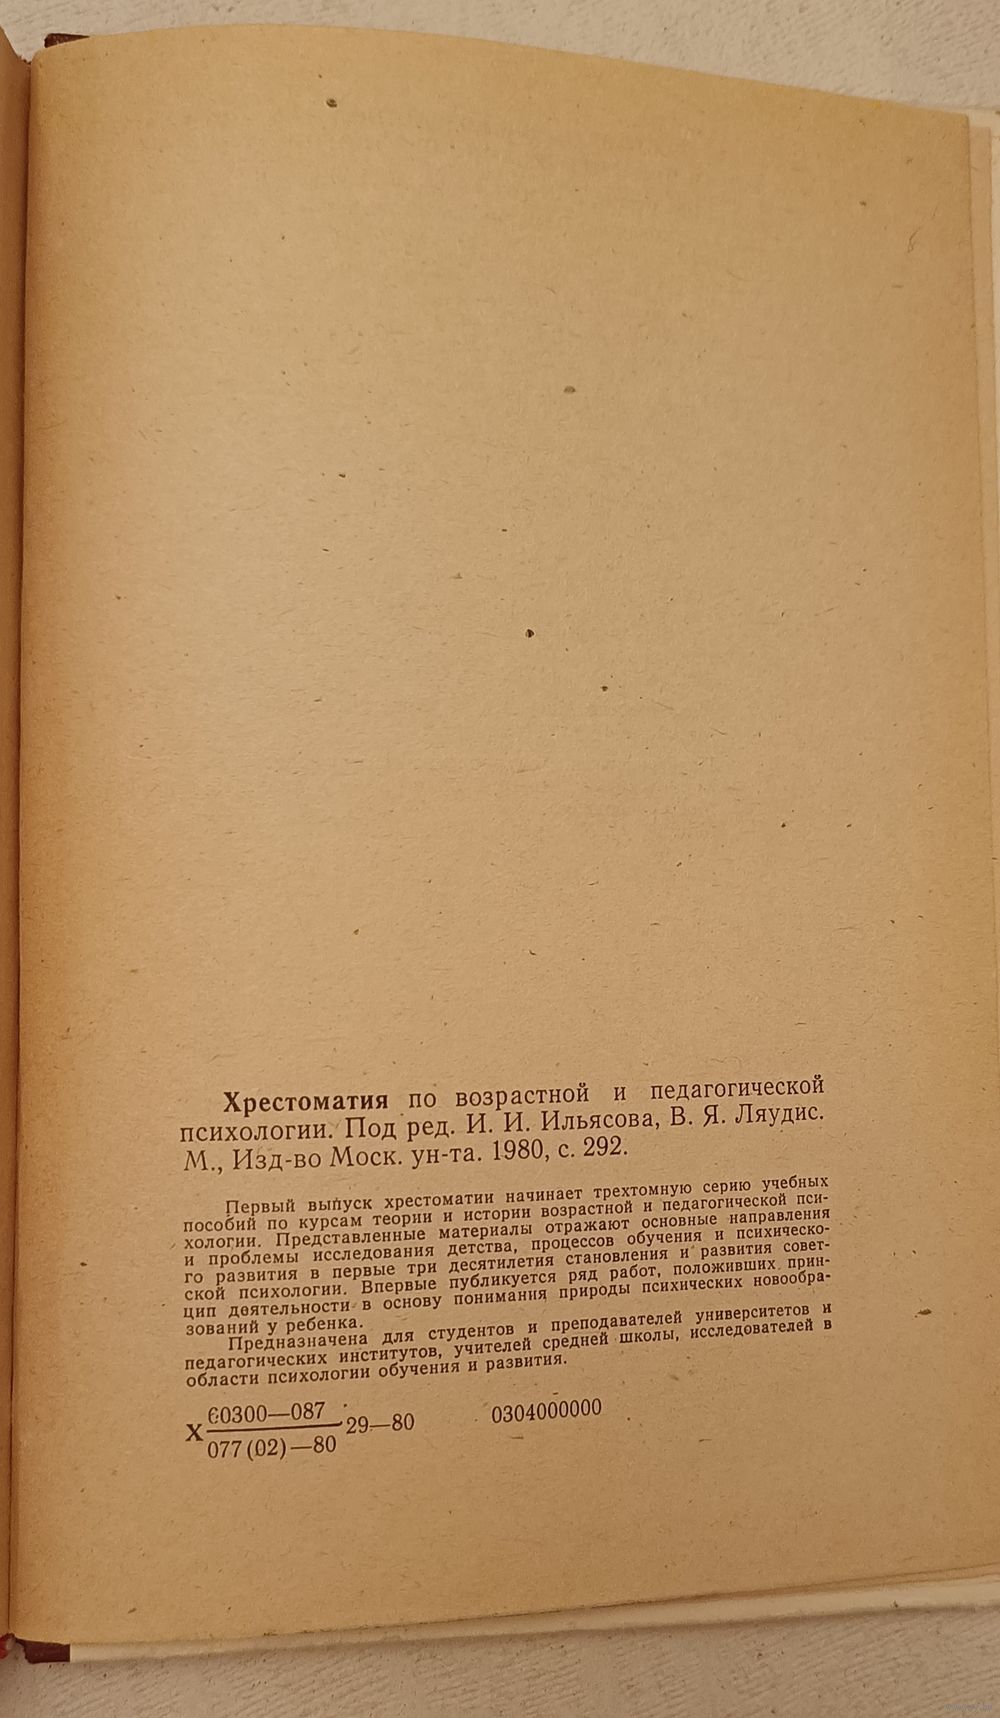 Хрестоматия по возрастной и педагогической
психологии. Под ред. И. И. Ильясова, В. Я. Ляудис.
М., Изд-во Моск. ун-та. 1980, с. 292.
Первый выпуск хрестоматии начинает трехтомную серию учебных
пособий по курсам теории и истории возрастной и педагогической пси-
хологии. Представленные материалы отражают основные направления
и проблемы исследования детства, процессов обучения и психическо-
го развития в первые три десятилетия становления и развития совет-
ской психологии. Впервые публикуется ряд работ, положивших прин-
цип деятельности в основу понимания природы психических новообра-
зований у ребенка.
Предназначена для студентов и преподавателей университетов и
педагогических институтов, учителей средней школы, исследователей в
области психологии обучения и развития.
60300—087
Х 29—80 0304000000
077(02)—80